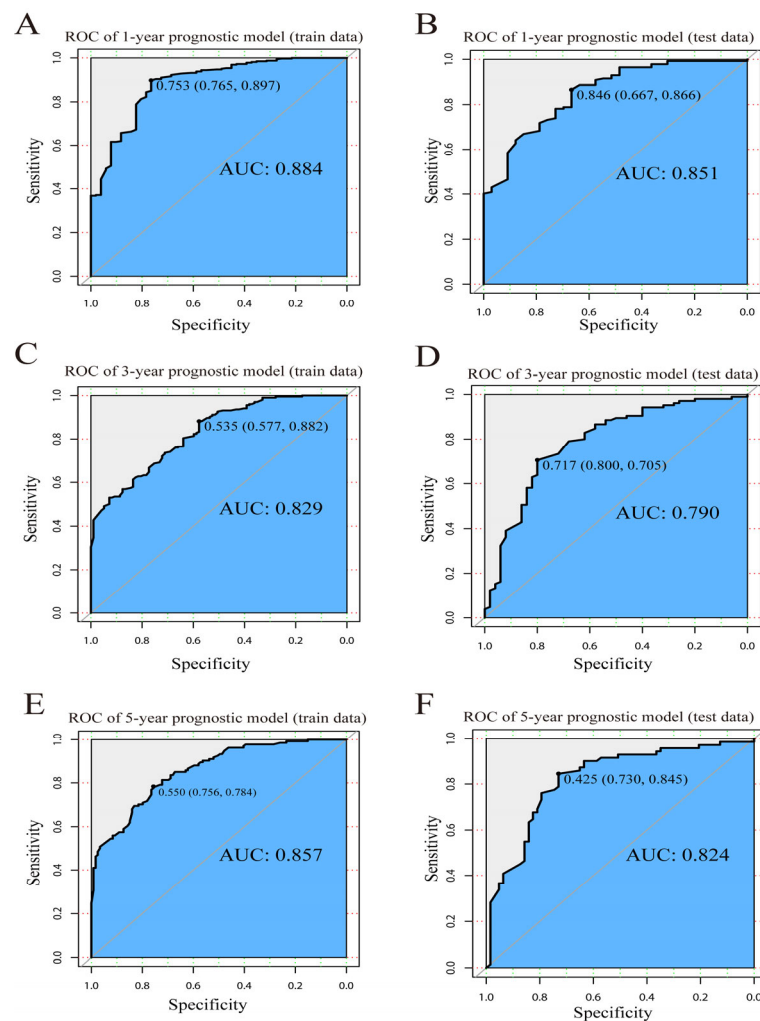 A
ROC of 1-year prognostic model (train data)
Sensitivity
1.0
0.8
0.6
0.4
0.2
0.0
0.753 (0.765, 0.897)
AUC: 0.884
1.0 0.8 0.6 0.4 0.2 0.0
Specificity
B
ROC of 1-year prognostic model (test data)
Sensitivity
1.0
0.8
0.6
0.4
0.2
0.0
0.846 (0.667, 0.866)
AUC: 0.851
1.0 0.8 0.6 0.4 0.2 0.0
Specificity
C
ROC of 3-year prognostic model (train data)
Sensitivity
1.0
0.8
0.6
0.4
0.2
0.0
0.535 (0.577, 0.882)
AUC: 0.829
1.0 0.8 0.6 0.4 0.2 0.0
Specificity
D
ROC of 3-year prognostic model (test data)
Sensitivity
1.0
0.8
0.6
0.4
0.2
0.0
0.717 (0.800, 0.705)
AUC: 0.790
1.0 0.8 0.6 0.4 0.2 0.0
Specificity
E
ROC of 5-year prognostic model (train data)
Sensitivity
1.0
0.8
0.6
0.4
0.2
0.0
0.550 (0.756, 0.784)
AUC: 0.857
1.0 0.8 0.6 0.4 0.2 0.0
Specificity
F
ROC of 5-year prognostic model (test data)
Sensitivity
1.0
0.8
0.6
0.4
0.2
0.0
0.425 (0.730, 0.845)
AUC: 0.824
1.0 0.8 0.6 0.4 0.2 0.0
Specificity